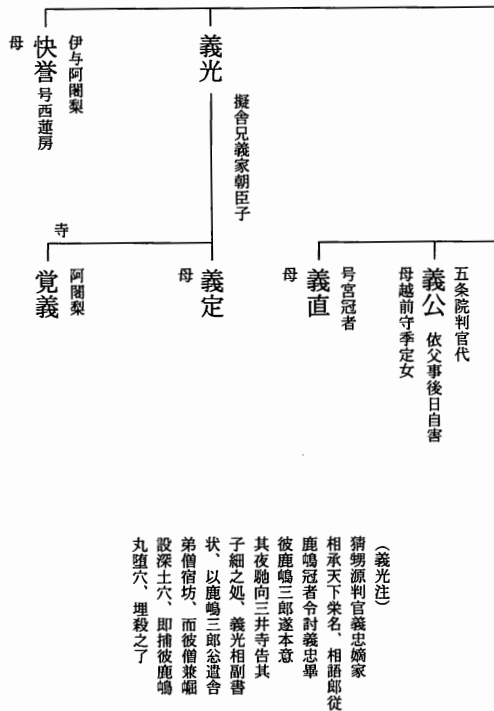 五条院判官代
義公 依父事後日自害
母越前守季定女
号宮冠者
義直
母
義光
擬舎兄義家朝臣子
義定
母
寺
阿闍梨
覚義
伊与阿闍梨
快誉 号西蓮房
母
（義光注）
猜甥源判官義忠嫡家
相承天下栄名、相語郎従
鹿嶋冠者令討義忠畢
彼鹿嶋三郎遂本意
其夜馳向三井寺告其
子細之処、義光相副書
状、以鹿嶋三郎忩遣舎
弟僧宿坊、而彼僧兼堀
設深土穴、即捕彼鹿嶋
丸堕穴、埋殺之了